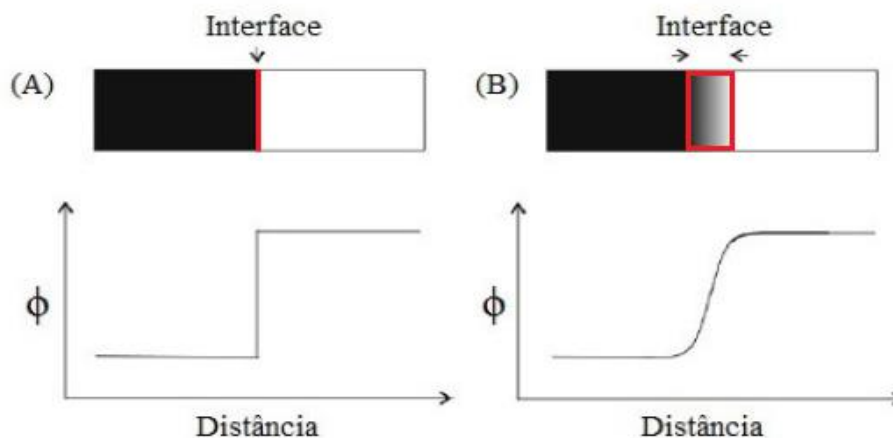 Interface
(A)
ϕ
Distância
Interface
(B)
ϕ
Distância